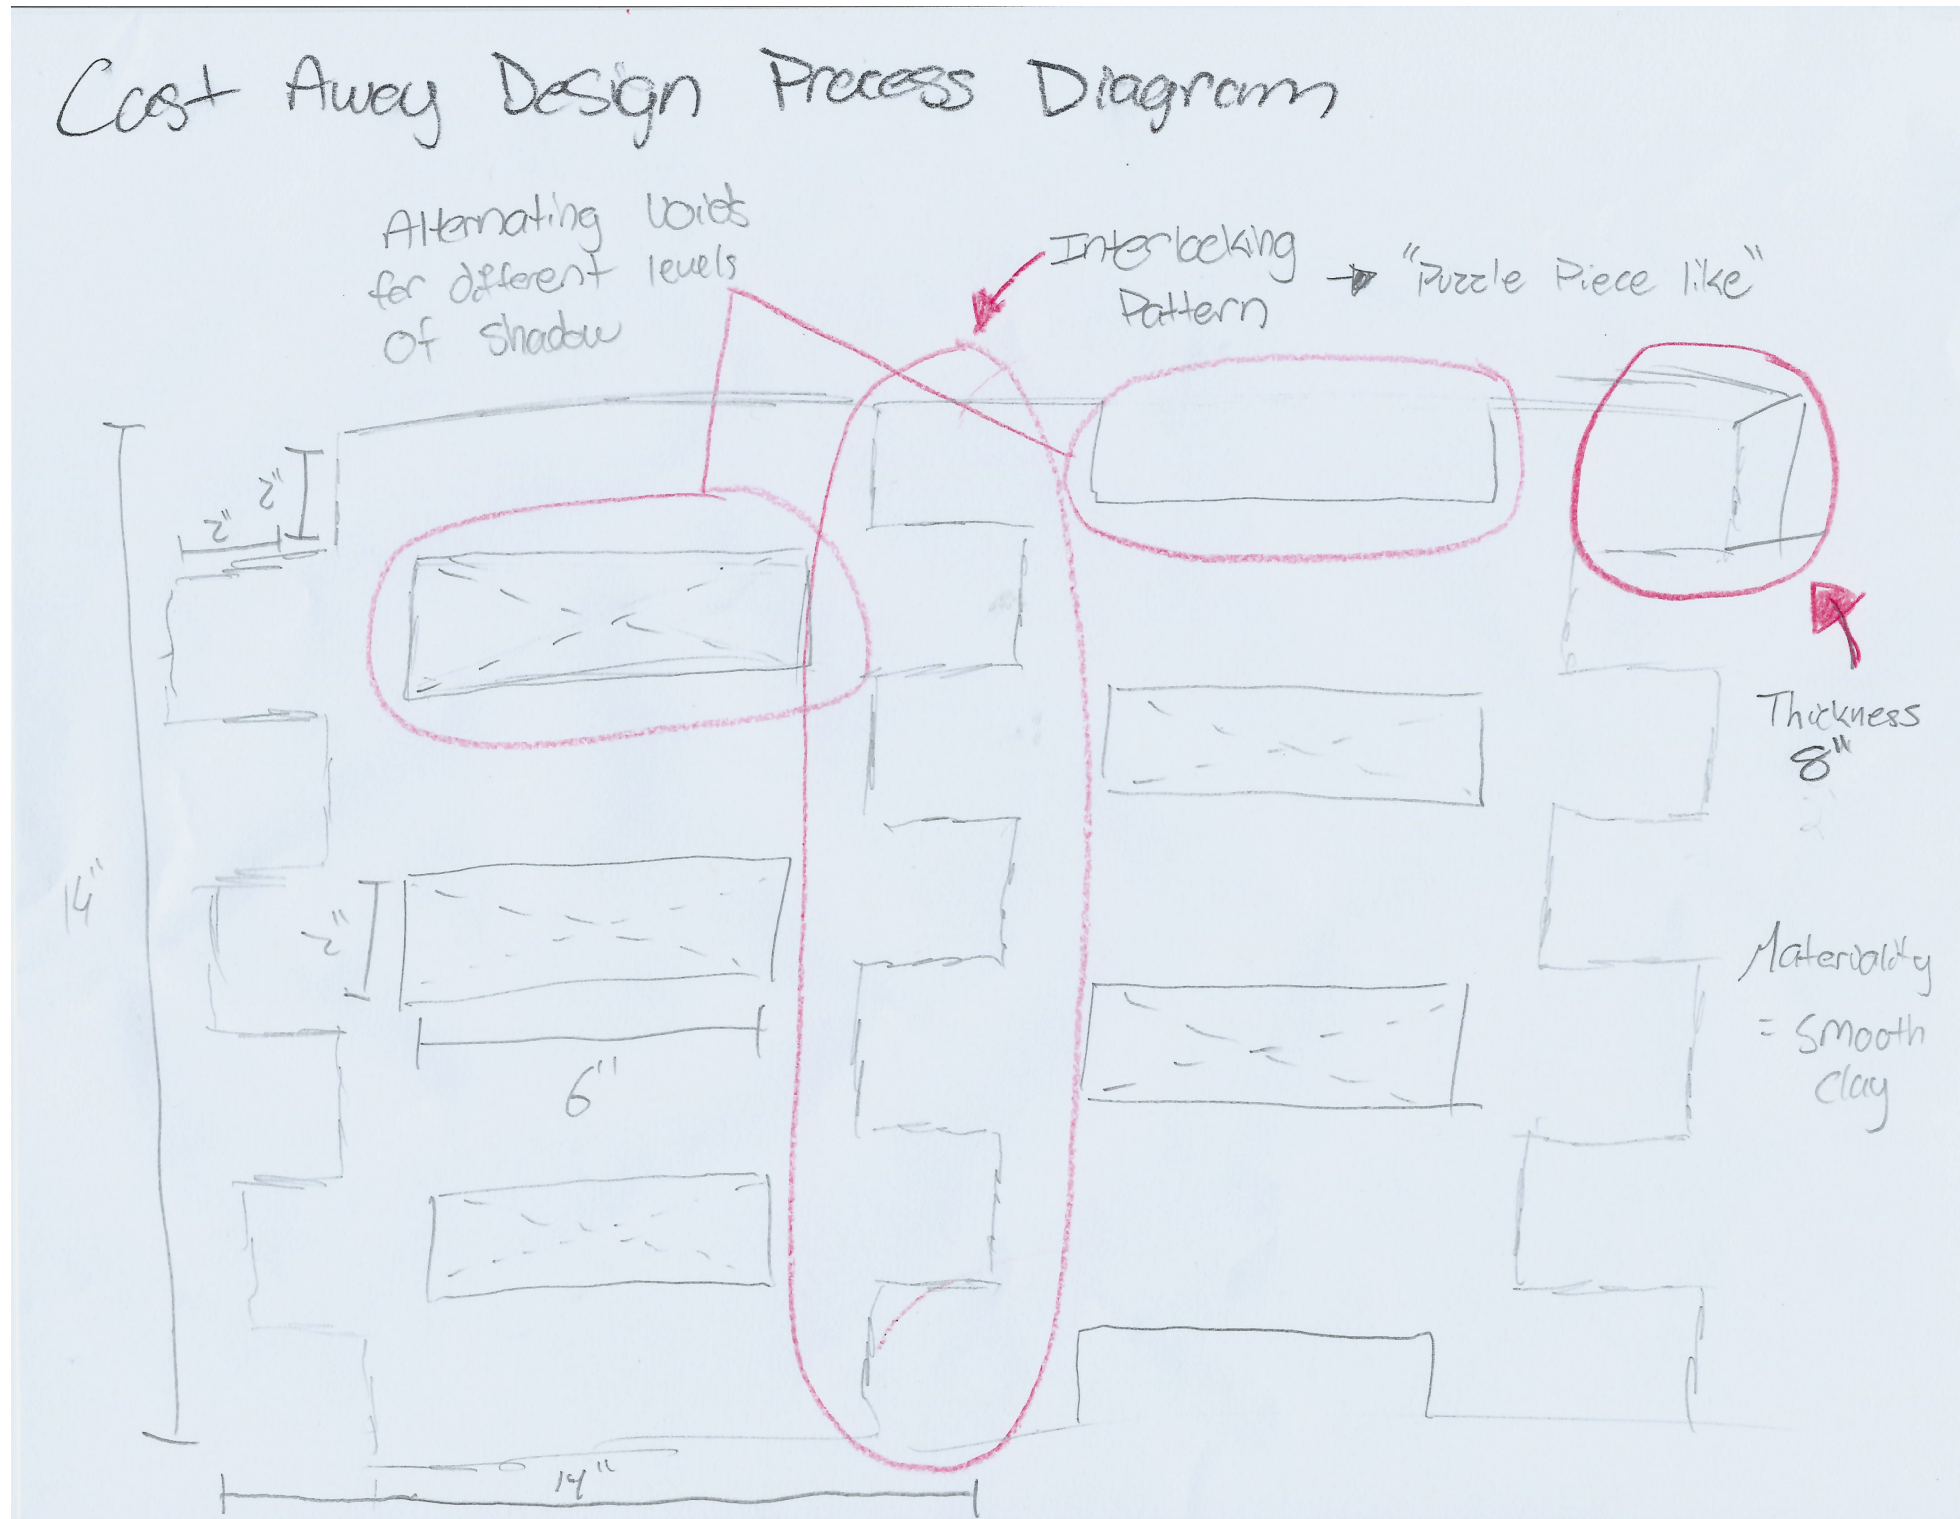 Cast Away Design Process Diagram
Alternating voids
for different levels
of shadow
Interlocking
Pattern
→ "Puzzle Piece like"
2"
2"
14"
2"
6"
14"
Thickness
8"
Materiality
= smooth
clay